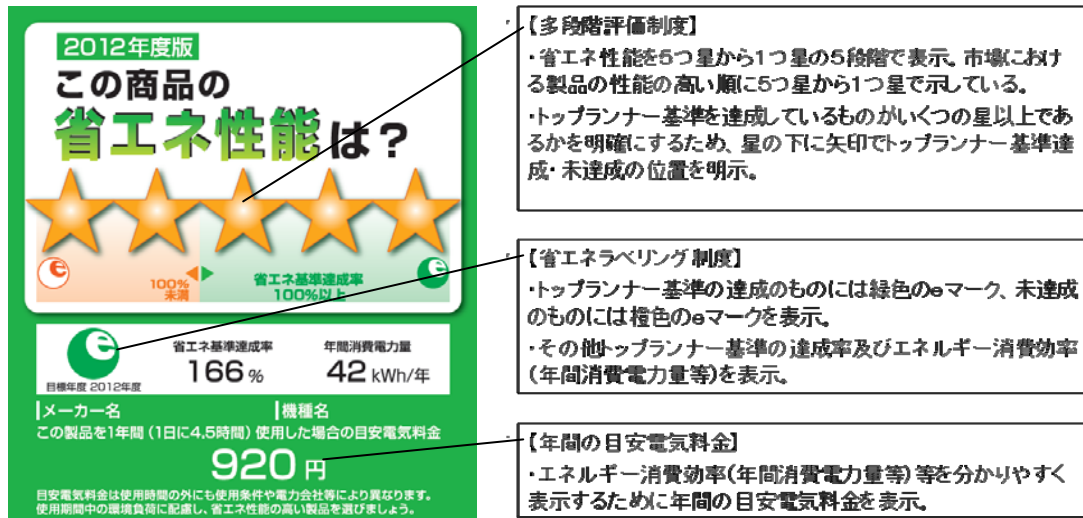 2012年度版
この商品の
省エネ性能は?
e
100%
未満
省エネ基準達成率
100%以上
e
e
目標年度 2012年度
省エネ基準達成率
166%
年間消費電力量
42 kWh/年
メーカー名
機種名
この製品を1年間(1日に4.5時間)使用した場合の目安電気料金
920円
目安電気料金は使用時間の外にも使用条件や電力会社等により異なります。
使用期間中の環境負荷に配慮し、省エネ性能の高い製品を選びましょう。
【多段階評価制度】
・省エネ性能を5つ星から1つ星の5段階で表示。市場におけ
る製品の性能の高い順に5つ星から1つ星で示している。
・トップランナー基準を達成しているものがいくつの星以上であ
るかを明確にするため、星の下に矢印でトップランナー基準達
成・未達成の位置を明示。
【省エネラベリング制度】
・トップランナー基準の達成のものには緑色のeマーク、未達成
のものには橙色のeマークを表示。
・その他トップランナー基準の達成率及びエネルギー消費効率
(年間消費電力量等)を表示。
【年間の目安電気料金】
・エネルギー消費効率(年間消費電力量等)等を分かりやすく
表示するために年間の目安電気料金を表示。